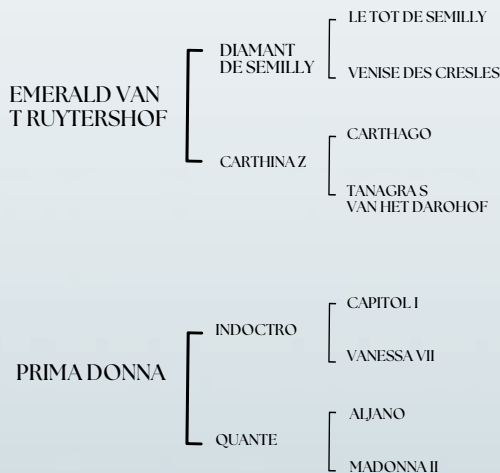 LE TOT DE SEMILLY
DIAMANT
DE SEMILLY
VENISE DES CRESLES
EMERALD VAN
T RUYTERSHOF
CARTHAGO
CARTHINA Z
TANAGRA S
VAN HET DAROHOF
CAPITOL I
INDOCTRO
VANESSA VII
PRIMA DONNA
ALJANO
QUANTE
MADONNA II